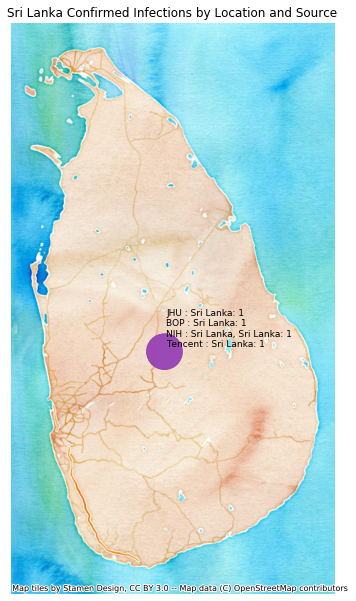 Sri Lanka Confirmed Infections by Location and Source
JHU : Sri Lanka: 1
BOP : Sri Lanka: 1
NIH : Sri Lanka, Sri Lanka: 1
Tencent : Sri Lanka: 1
Map tiles by Stamen Design, CC BY 3.0 -- Map data (C) OpenStreetMap contributors